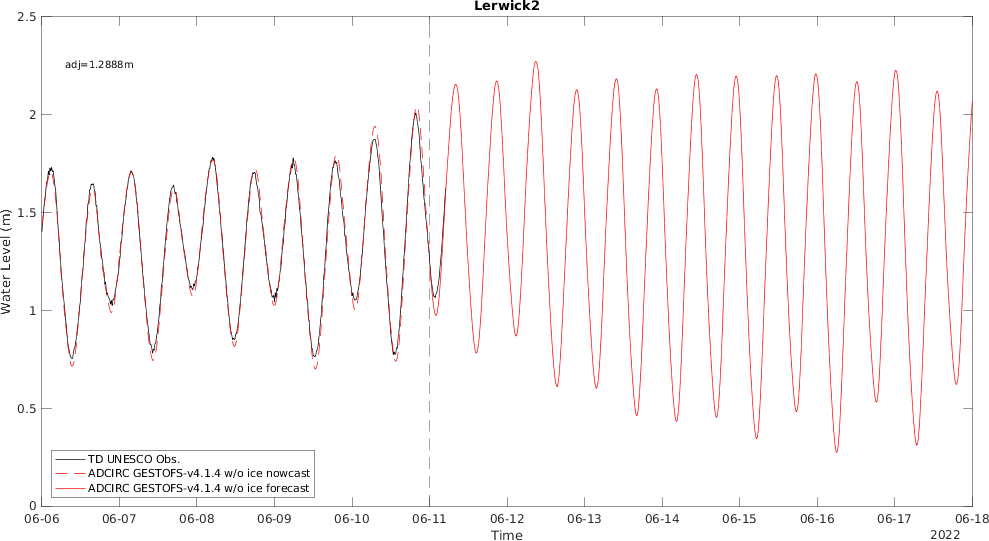 Lerwick2
2.5
adj=1.2888m
2
1.5
Water Level (m)
1
0.5
TD UNESCO Obs.
ADCIRC GESTOFS-v4.1.4 w/o ice nowcast
ADCIRC GESTOFS-v4.1.4 w/o ice forecast
0
06-06 06-07 06-08 06-09 06-10 06-11 06-12 06-13 06-14 06-15 06-16 06-17 06-18
Time
2022